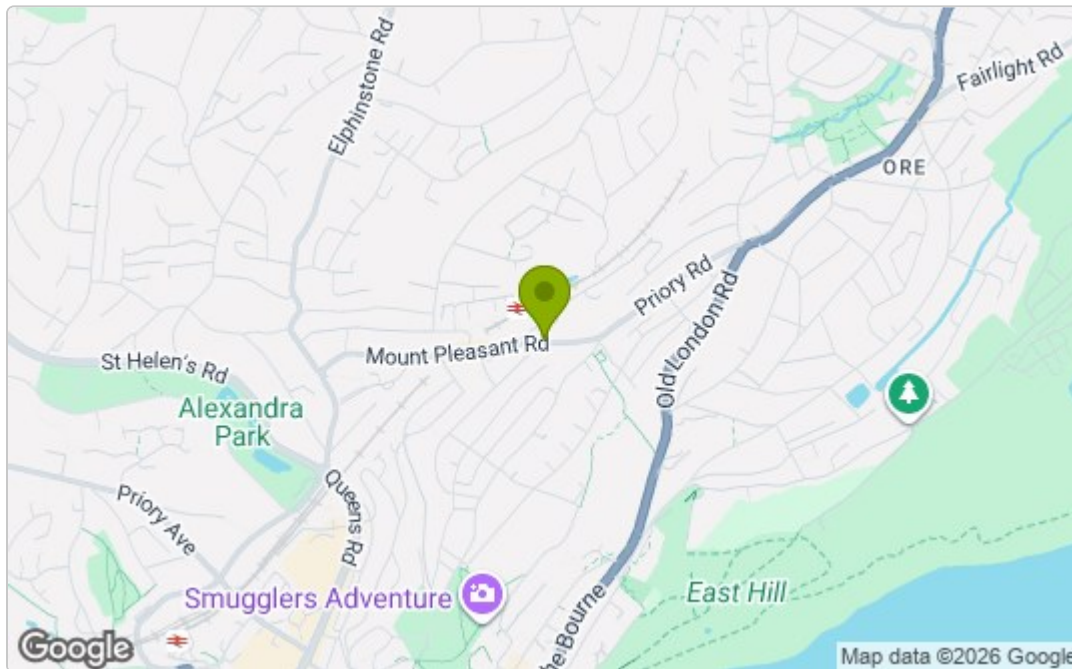 Elphinstone Rd
Fairlight Rd
ORE
Priory Rd
Mount Pleasant Rd
St Helen's Rd
Old London Rd
Alexandra
Park
Queens Rd
Priory Ave
Smugglers Adventure
East Hill
he Bourne
Google
Map data ©2026 Google